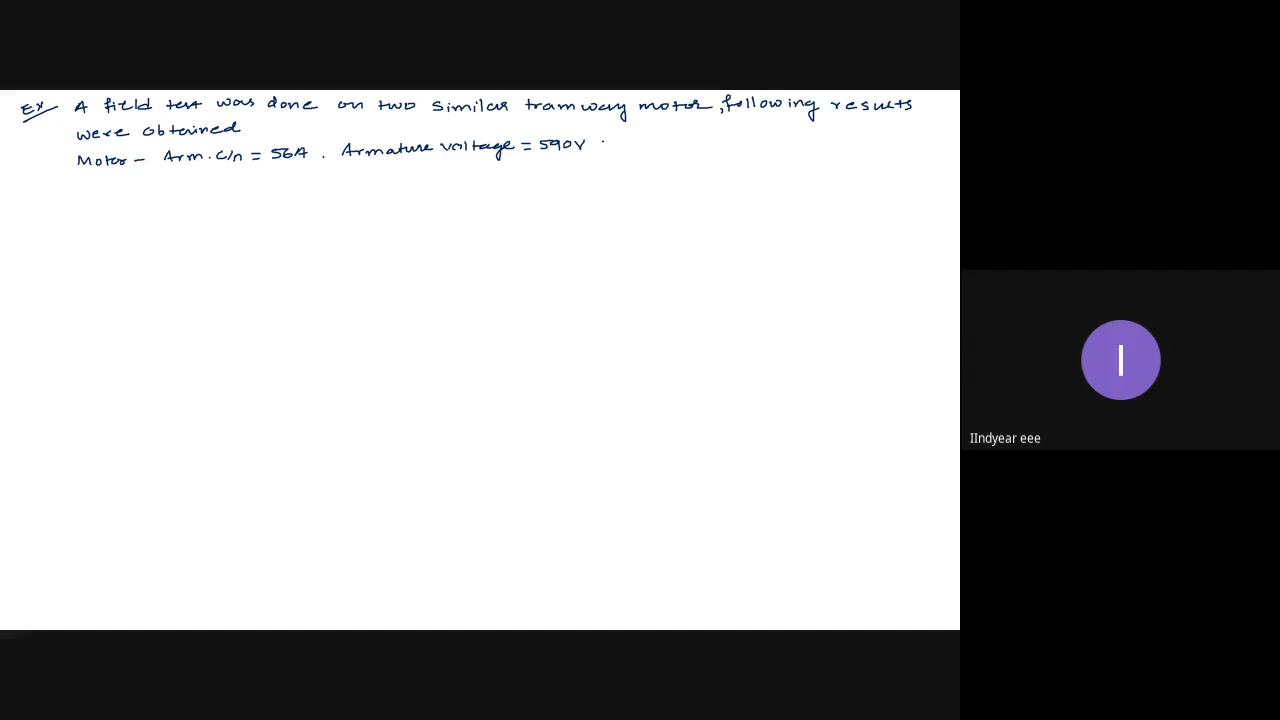 Ex A field test was done on two similar tramway motor, following results
were obtained
Motor - Arm. C/n = 56A. Armature voltage = 590V.
I
IIndyear eee